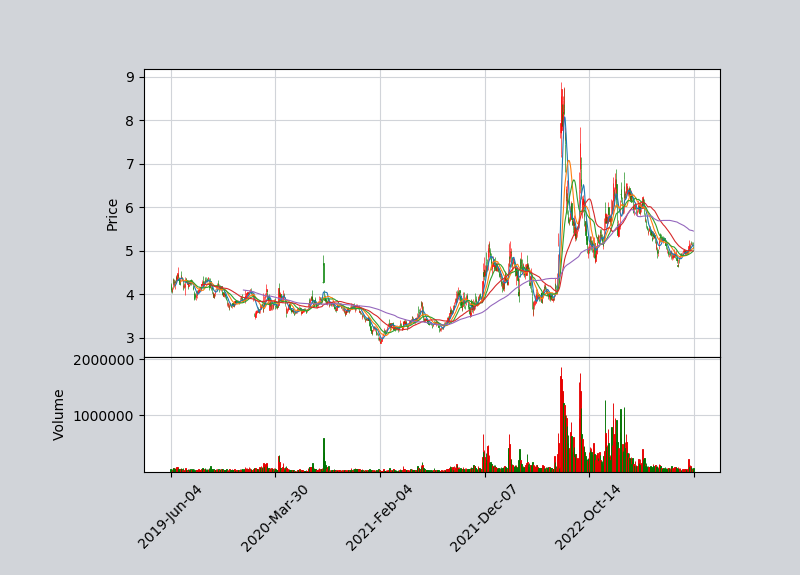 9
8
7
6
5
4
3
Price
2000000
1000000
Volume
2019-Jun-04
2020-Mar-30
2021-Feb-04
2021-Dec-07
2022-Oct-14